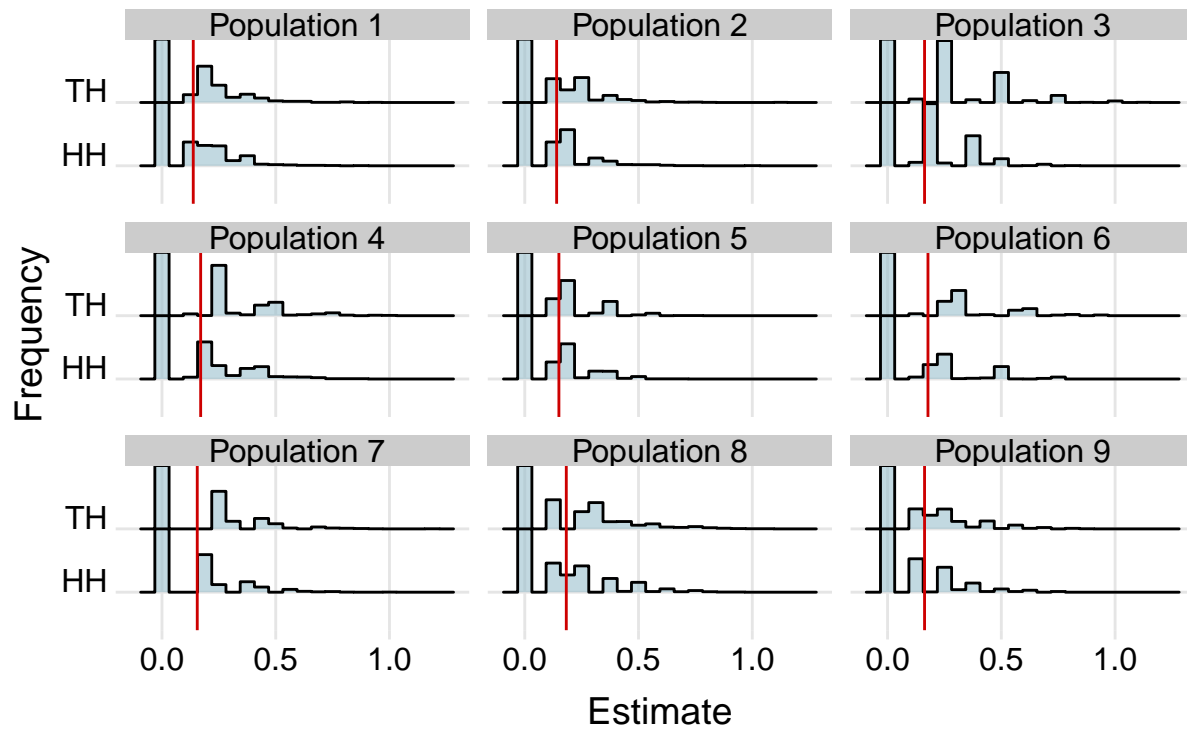 Population 1 Population 2 Population 3
TH
HH
Population 4 Population 5 Population 6
TH
HH
Population 7 Population 8 Population 9
TH
HH
0.0 0.5 1.0 0.0 0.5 1.0 0.0 0.5 1.0
Estimate
Frequency